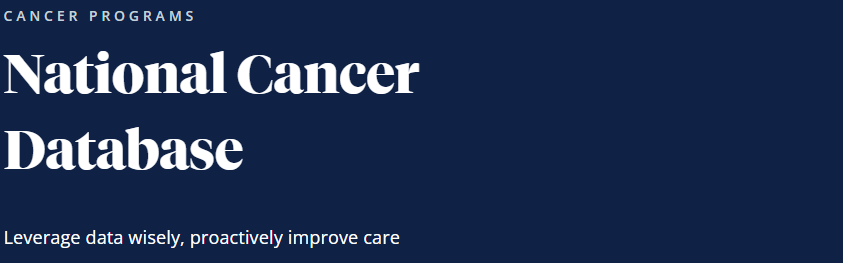 CANCER PROGRAMS
National Cancer
Database
Leverage data wisely, proactively improve care